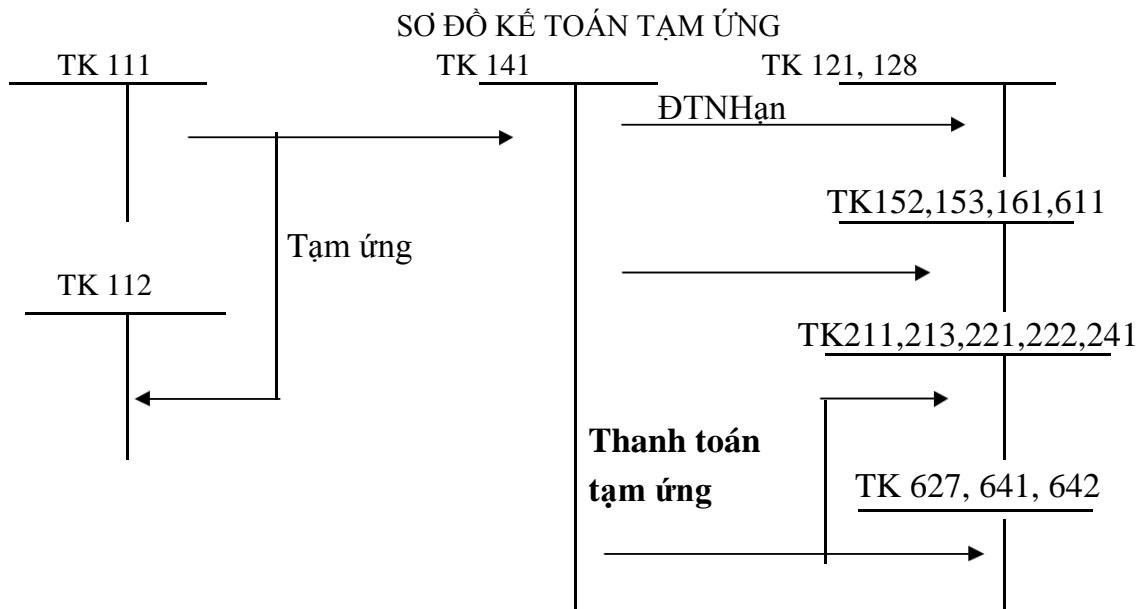 SƠ ĐỒ KẾ TOÁN TẠM ỨNG
TK 111
TK 141
TK 121, 128
ĐTNHạn
TK152,153,161,611
Tạm ứng
TK 112
TK211,213,221,222,241
Thanh toán
tạm ứng
TK 627, 641, 642